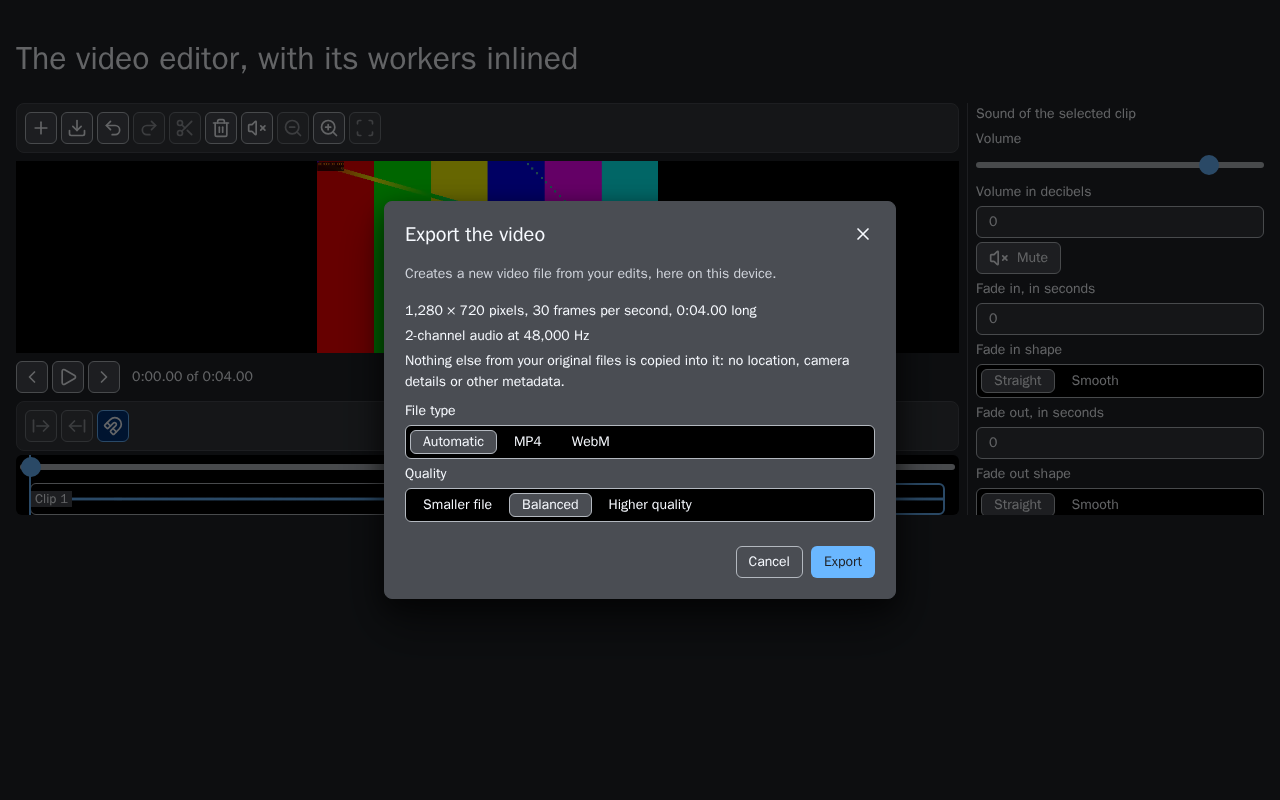 The video editor, with its workers inlined
Sound of the selected clip
Volume
Volume in decibels
0
Mute
Fade in, in seconds
0
Fade in shape
Straight Smooth
Fade out, in seconds
0
Fade out shape
Straight Smooth
0:00.00 of 0:04.00
Clip 1
Export the video
Creates a new video file from your edits, here on this device.
1,280 × 720 pixels, 30 frames per second, 0:04.00 long
2-channel audio at 48,000 Hz
Nothing else from your original files is copied into it: no location, camera
details or other metadata.
File type
Automatic MP4 WebM
Quality
Smaller file Balanced Higher quality
Cancel Export